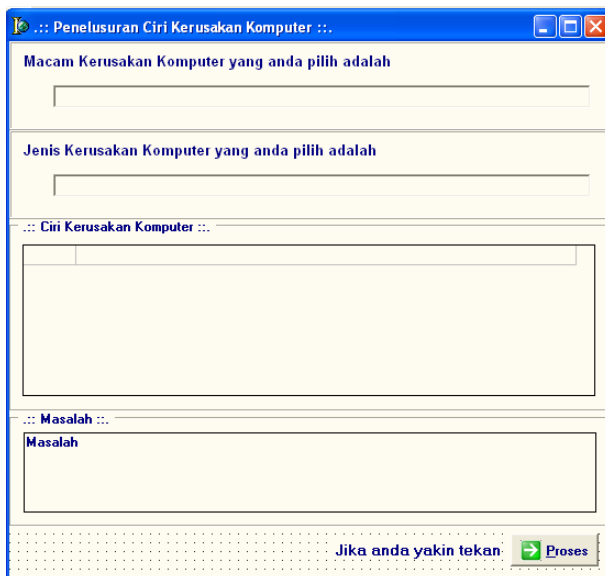 .:: Penelusuran Ciri Kerusakan Komputer ::.
Macam Kerusakan Komputer yang anda pilih adalah
Jenis Kerusakan Komputer yang anda pilih adalah
.:: Ciri Kerusakan Komputer ::.
.:: Masalah ::.
Masalah
Jika anda yakin tekan Proses